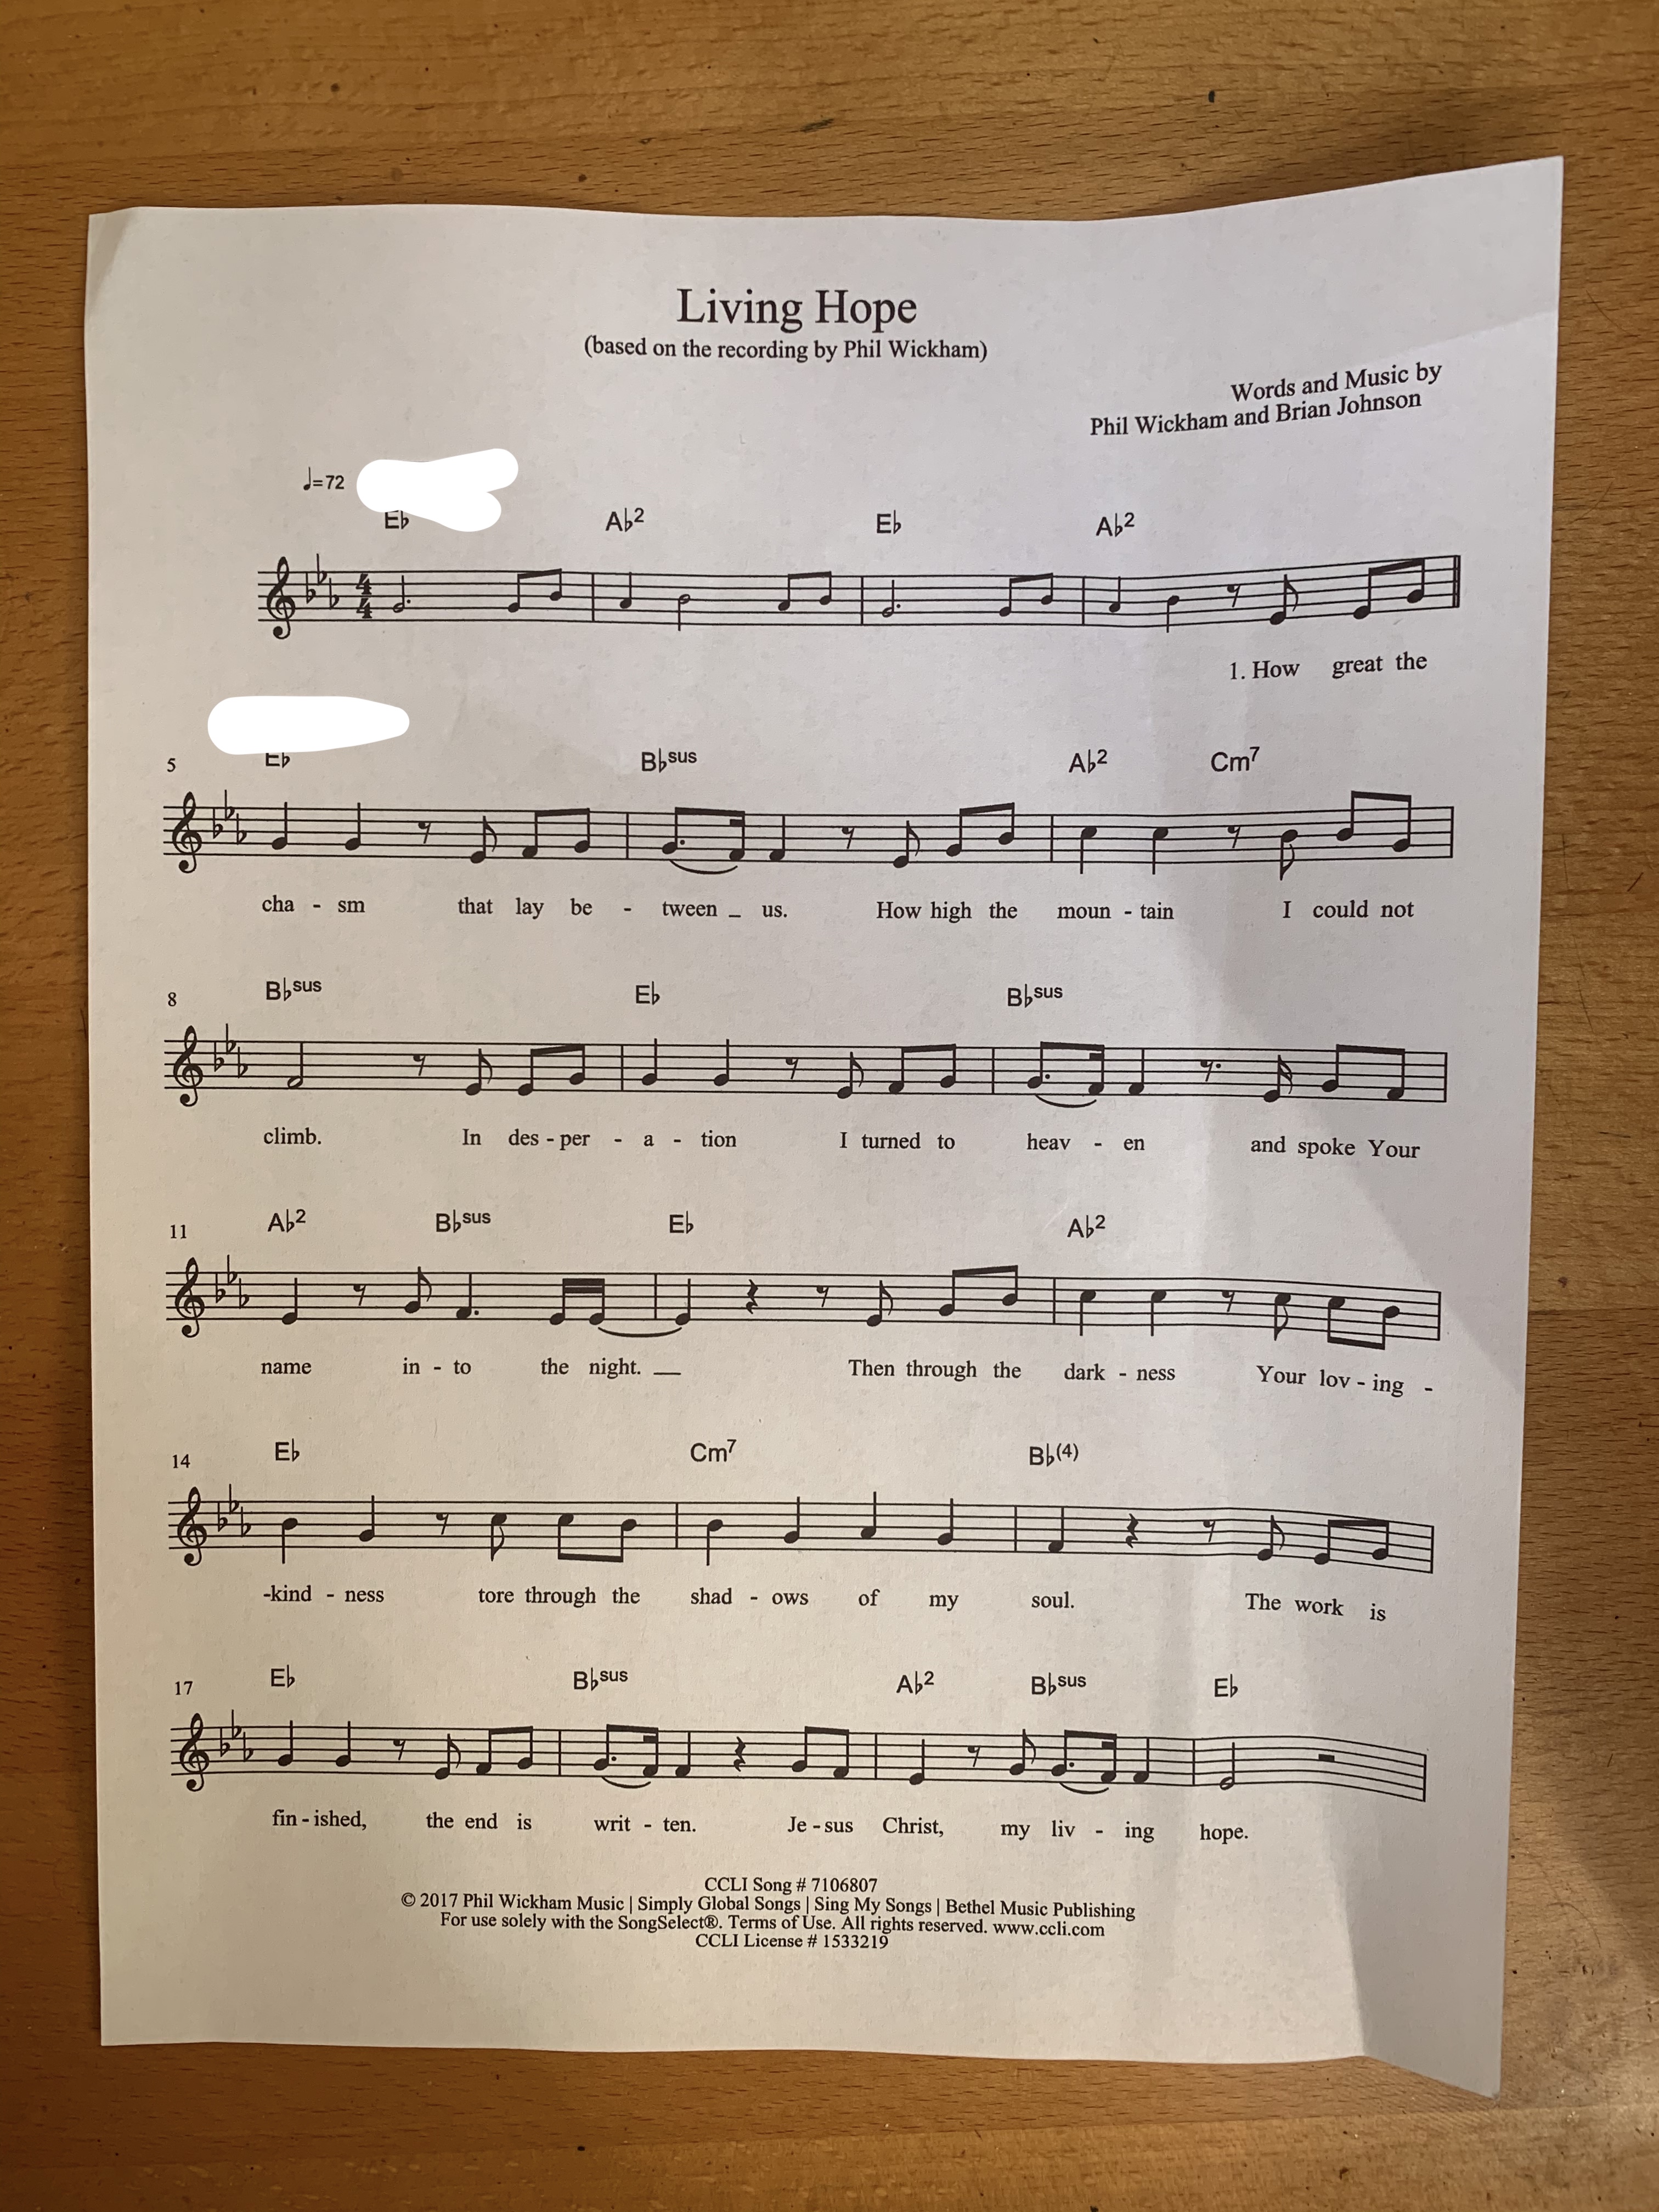 Living Hope
(based on the recording by Phil Wickham)
Words and Music by
Phil Wickham and Brian Johnson
♩=72
E♭ A♭2 E♭ A♭2
4/4
1. How great the
5 E♭ B♭sus A♭2 Cm7
cha - sm that lay be - tween _ us. How high the moun - tain I could not
8 B♭sus E♭ B♭sus
climb. In des - per - a - tion I turned to heav - en and spoke Your
11 A♭2 B♭sus E♭ A♭2
name in - to the night. __ Then through the dark - ness Your lov - ing -
14 E♭ Cm7 B♭(4)
-kind - ness tore through the shad - ows of my soul. The work is
17 E♭ B♭sus A♭2 B♭sus E♭
fin - ished, the end is writ - ten. Je - sus Christ, my liv - ing hope.
CCLI Song # 7106807
© 2017 Phil Wickham Music | Simply Global Songs | Sing My Songs | Bethel Music Publishing
For use solely with the SongSelect®. Terms of Use. All rights reserved. www.ccli.com
CCLI License # 1533219